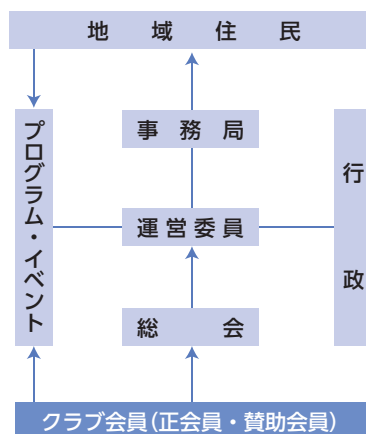 地域住民
プログラム・イベント
事務局
行政
運営委員
総会
クラブ会員(正会員・賛助会員)